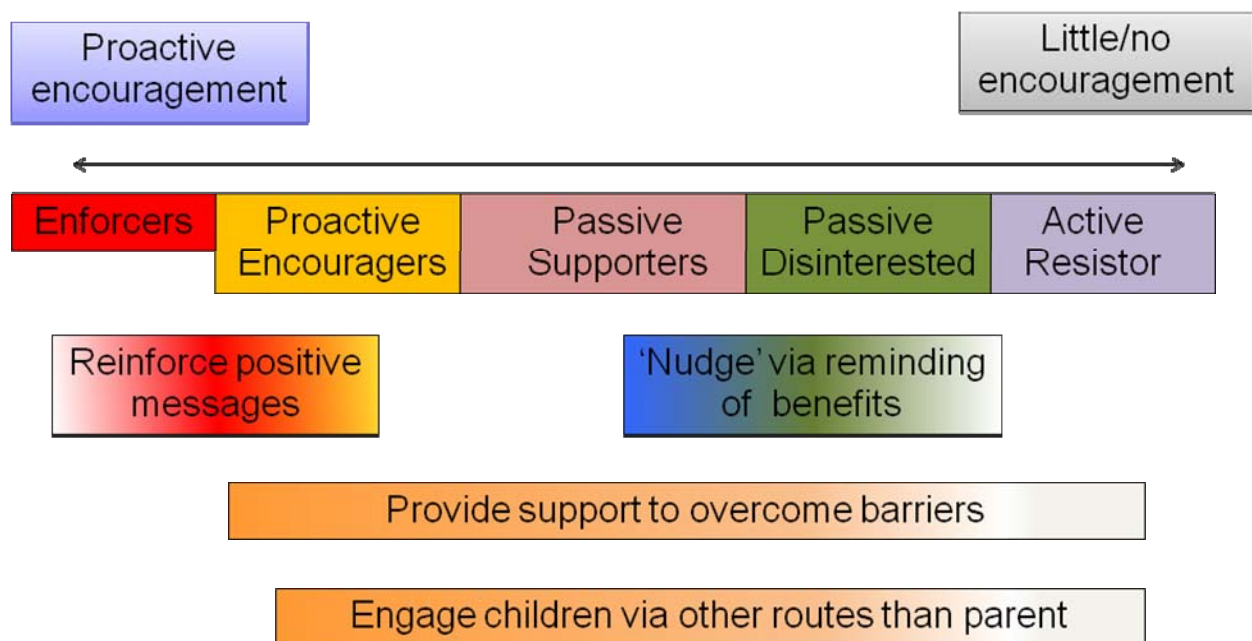 Proactive
encouragement
Little/no
encouragement
Enforcers
Proactive
Encouragers
Passive
Supporters
Passive
Disinterested
Active
Resistor
Reinforce positive
messages
‘Nudge’ via reminding
of benefits
Provide support to overcome barriers
Engage children via other routes than parent